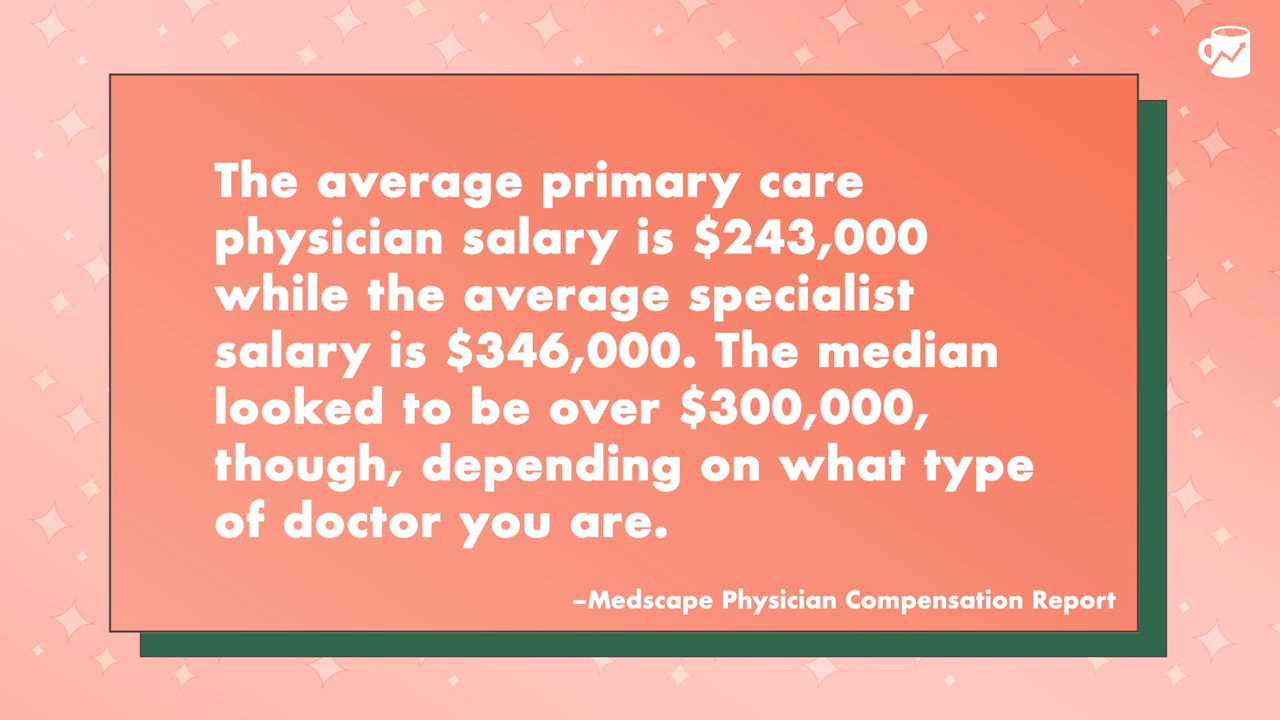 The average primary care
physician salary is $243,000
while the average specialist
salary is $346,000. The median
looked to be over $300,000,
though, depending on what type
of doctor you are.
–Medscape Physician Compensation Report